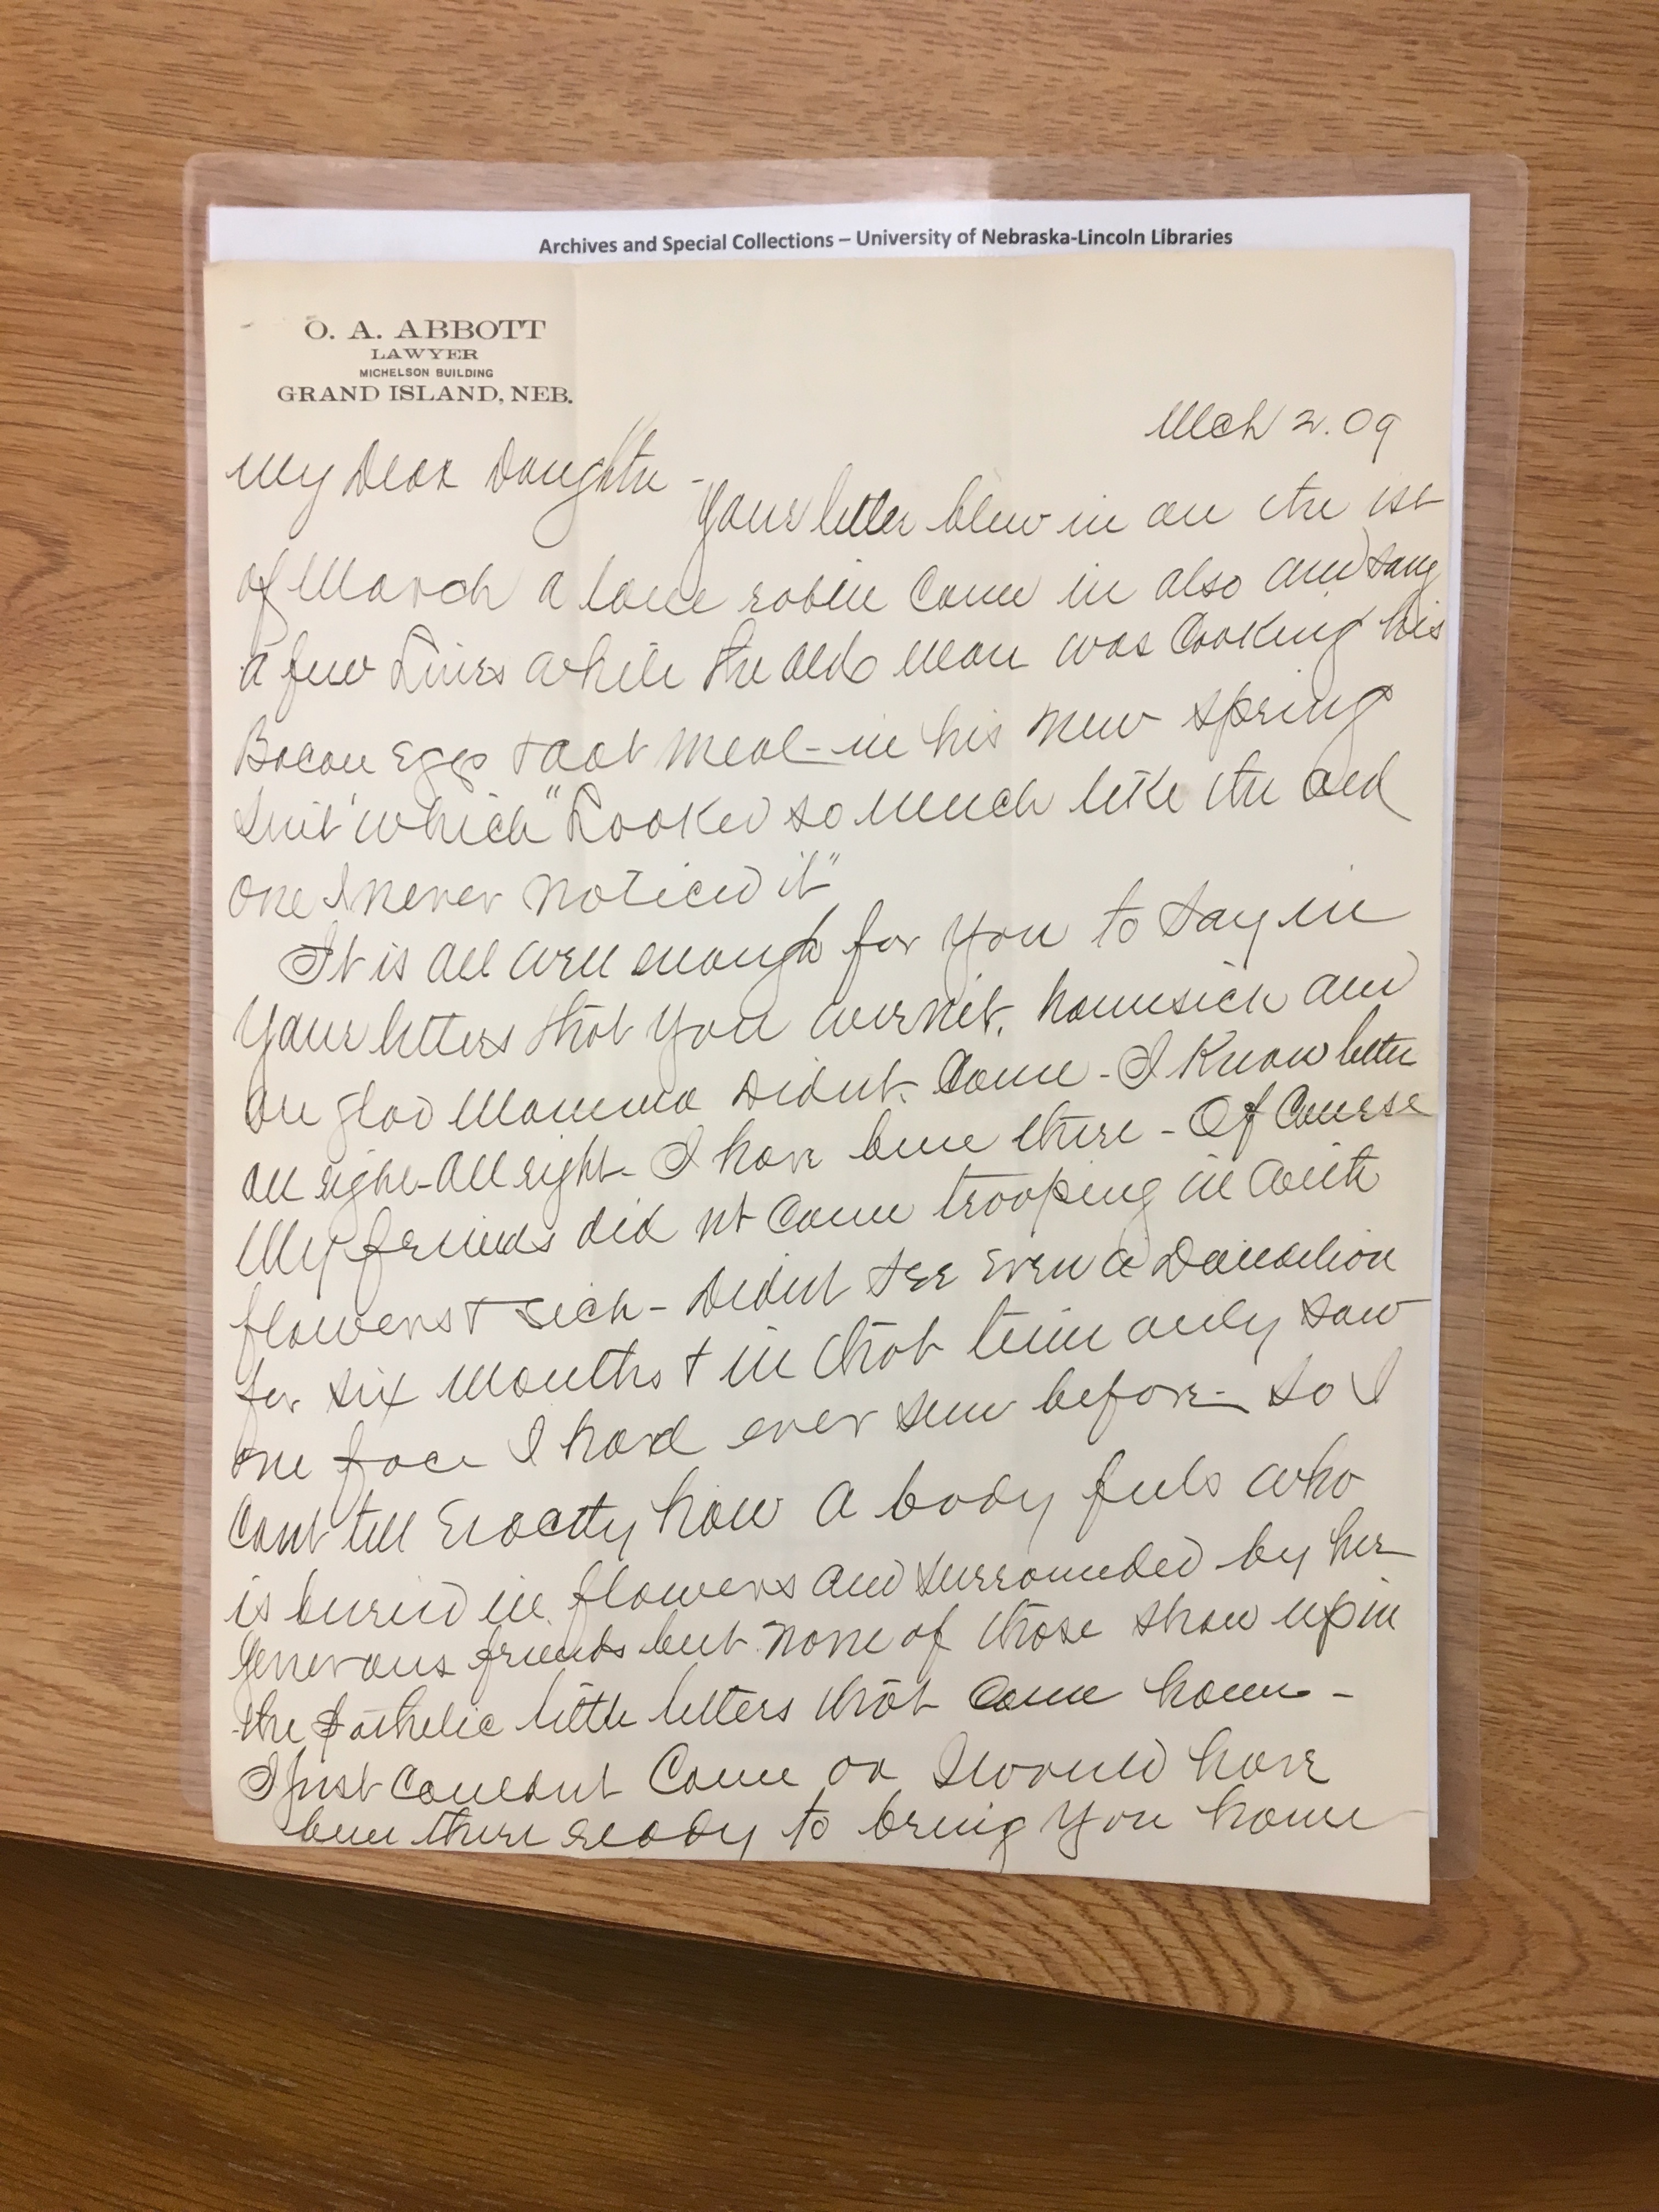 Archives and Special Collections – University of Nebraska-Lincoln Libraries
O. A. ABBOTT
LAWYER
MICHELSON BUILDING
GRAND ISLAND, NEB.
Mch 2. 09
My Dear Daughter -
Your letter blew in on the 1st
of March a lone robin came in also and sang
a few lines while the old man was cooking his
Bacon Eggs & oat meal - in his new spring
suit which "Looked so much like the old
one I never noticed it"
It is all well enough for you to say in
your letters that you wernt homesick and
are glad Mamma didnt come - I know better
all right - all right - I have been there - Of course
My friends did nt come trooping in with
flowers & sich - didnt see even a Dandelion
for six months & in that time only saw
one face I had ever seen before - so I
cant tell exactly how a body feels who
is buried in flowers and surrounded by her
generous friends but none of those show up in
the pathetic little letters that come home -
I just couldnt come or I would have
been there ready to bring you home